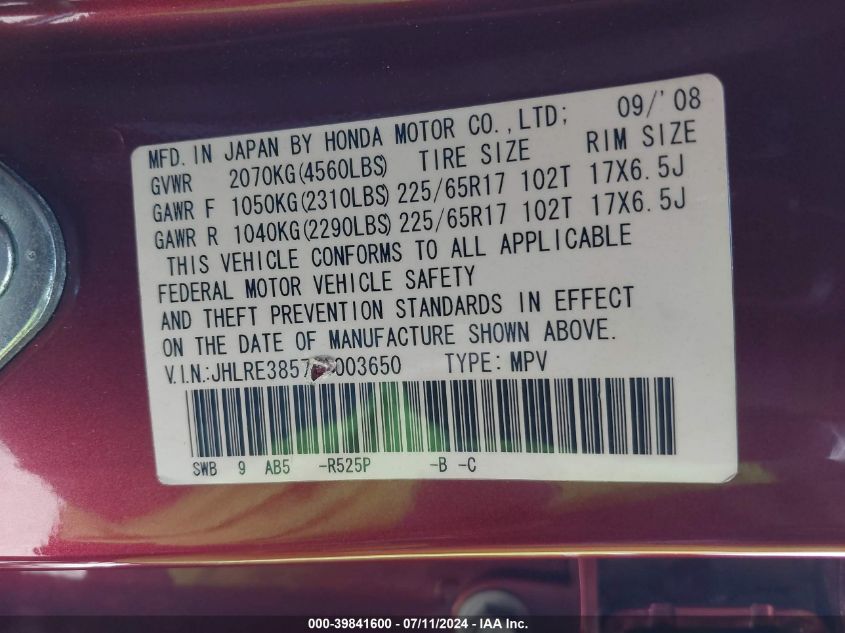 MFD. IN JAPAN BY HONDA MOTOR CO., LTD; 09/'08
GVWR 2070KG(4560LBS) TIRE SIZE RIM SIZE
GAWR F 1050KG(2310LBS) 225/65R17 102T 17X6.5J
GAWR R 1040KG(2290LBS) 225/65R17 102T 17X6.5J
THIS VEHICLE CONFORMS TO ALL APPLICABLE
FEDERAL MOTOR VEHICLE SAFETY
AND THEFT PREVENTION STANDARDS IN EFFECT
ON THE DATE OF MANUFACTURE SHOWN ABOVE.
V.I.N.: TYPE: MPV
SWB 9 AB5 -R525P -B -C
000-39841600 - 07/11/2024 - IAA Inc.